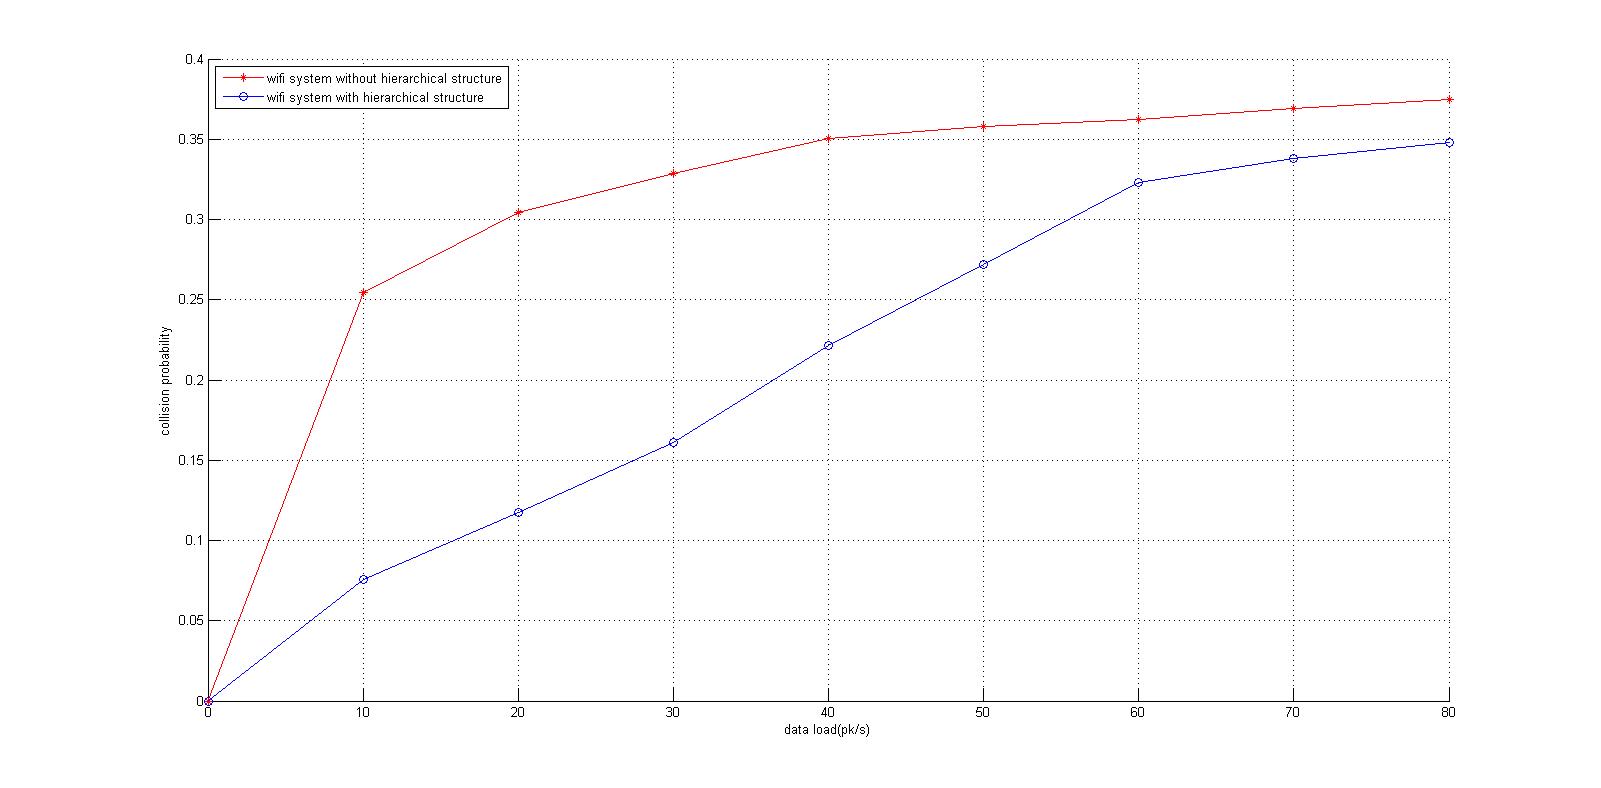 0.4
wifi system without hierarchical structure
wifi system with hierarchical structure
0.35
0.3
0.25
0.2
0.15
0.1
0.05
0
collision probability
0 10 20 30 40 50 60 70 80
data load(pk/s)